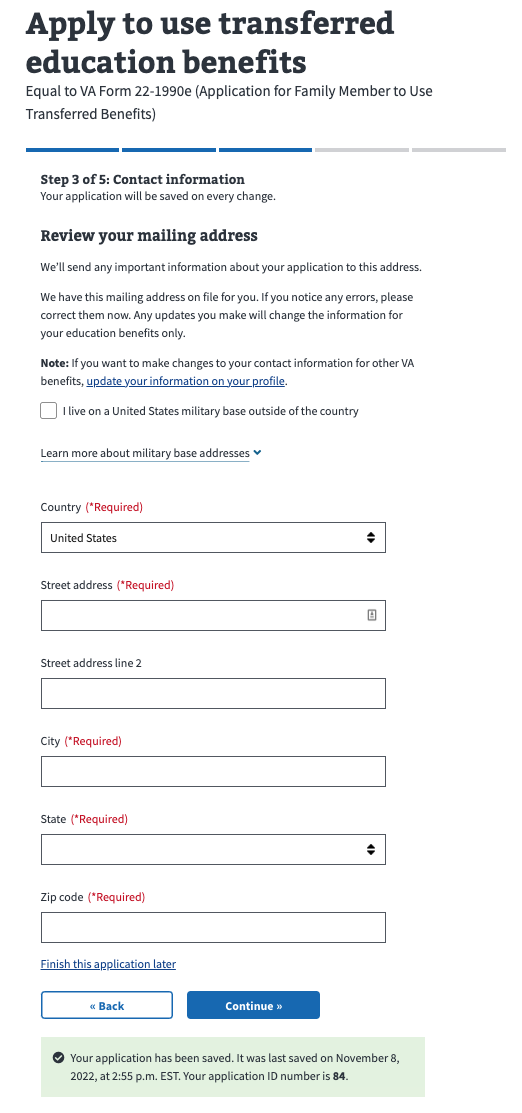 Apply to use transferred
education benefits
Equal to VA Form 22-1990e (Application for Family Member to Use
Transferred Benefits)
Step 3 of 5: Contact information
Your application will be saved on every change.
Review your mailing address
We'll send any important information about your application to this address.
We have this mailing address on file for you. If you notice any errors, please
correct them now. Any updates you make will change the information for
your education benefits only.
Note: If you want to make changes to your contact information for other VA
benefits, update your information on your profile.
I live on a United States military base outside of the country
Learn more about military base addresses
Country (*Required)
United States
Street address (*Required)
Street address line 2
City (*Required)
State (*Required)
Zip code (*Required)
Finish this application later
« Back
Continue »
Your application has been saved. It was last saved on November 8,
2022, at 2:55 p.m. EST. Your application ID number is 84.